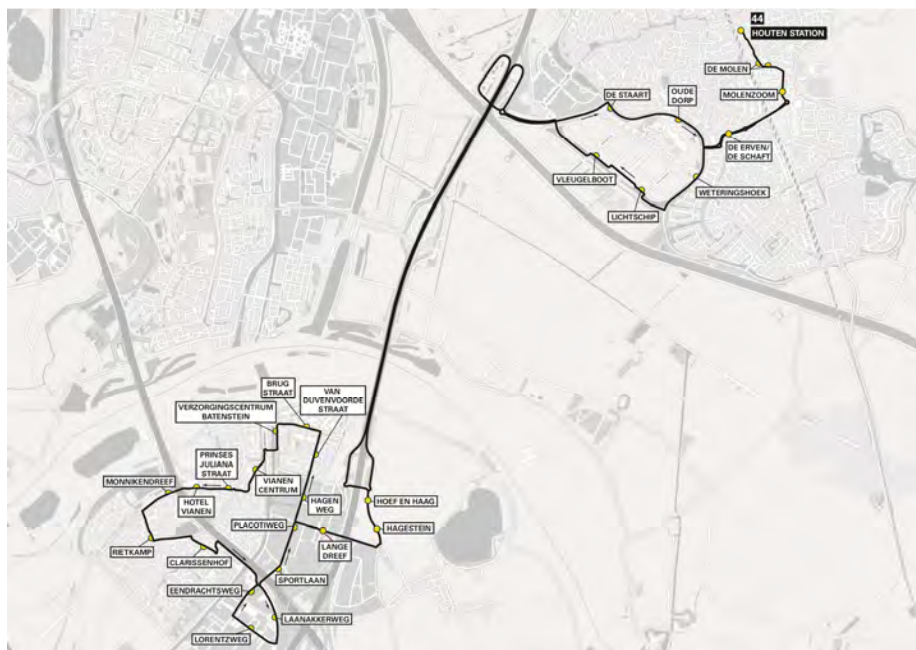 44
HOUTEN STATION
DE MOLEN
MOLENZOOM
DE STAART
OUDE
DORP
DE ERVEN/
DE SCHAFT
VLEUGELBOOT
WETERINGSHOEK
LICHTSCHIP
BRUG
STRAAT
VAN
DUVENVOORDE
STRAAT
VERZORGINGSCENTRUM
BATENSTEIN
PRINSES
JULIANA
STRAAT
MONNIKENDREEF
HOTEL
VIANEN
VIANEN
CENTRUM
HAGEN
WEG
HOEF EN HAAG
PLACOTIWEG
HAGESTEIN
LANGE
DREEF
RIETKAMP
CLARISSENHOF
SPORTLAAN
EENDRACHTSWEG
LAANAKKERWEG
LORENTZWEG